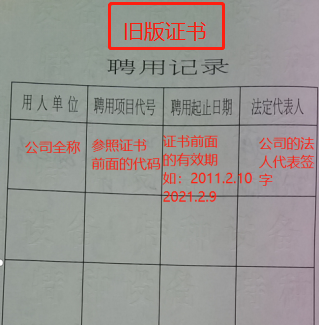 旧版证书
聘用记录
用人单位 聘用项目代号 聘用起止日期 法定代表人
公司全称
参照证书
前面的代码
证书前面
的有效期
如：2011.2.10
2021.2.9
公司的法
人代表签
字